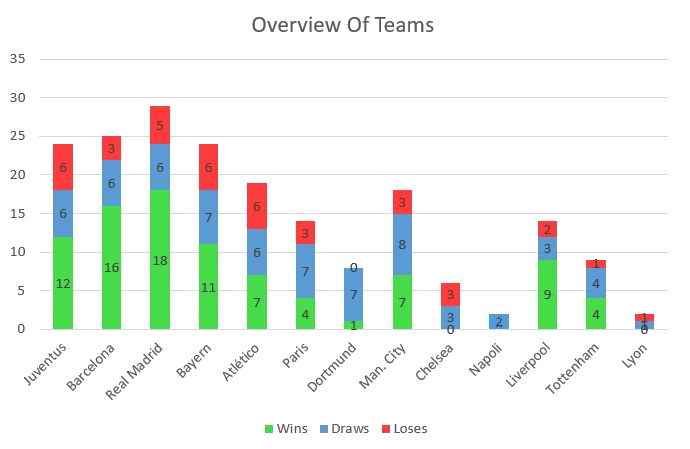 Overview Of Teams
35
30
25
20
15
10
5
0
6 3 5 6 6 3 0 3 3 2 1 1
6 6 6 7 6 7 7 8 3 2 3 4
12 16 18 11 7 4 1 7 0 9 4 0
Juventus
Barcelona
Real Madrid
Bayern
Atlético
Paris
Dortmund
Man. City
Chelsea
Napoli
Liverpool
Tottenham
Lyon
Wins Draws Loses